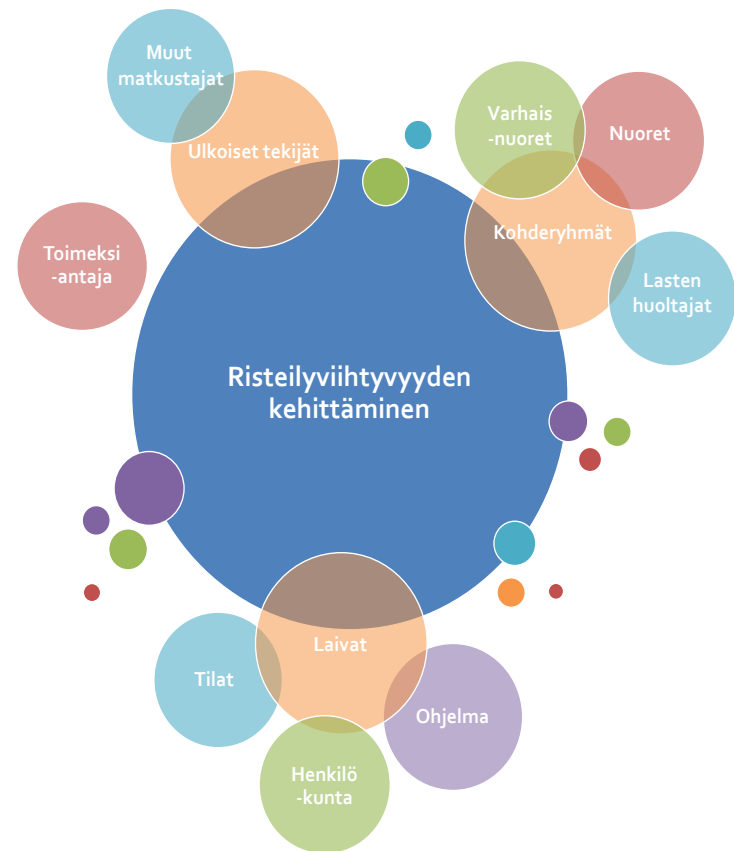 Muut
matkustajat
Ulkoiset tekijät
Varhais
-nuoret
Nuoret
Kohderyhmät
Toimeksi
-antaja
Lasten
huoltajat
Risteilyviihtyvyyden
kehittäminen
Laivat
Tilat
Ohjelma
Henkilö
-kunta